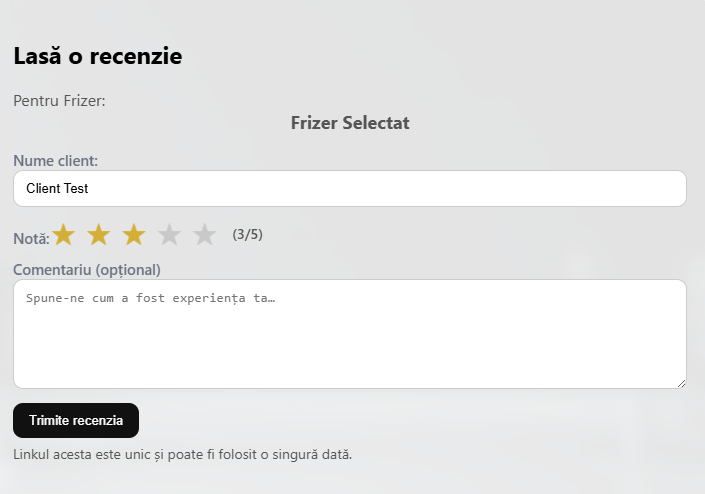 Lasă o recenzie
Pentru Frizer:
Frizer Selectat
Nume client:
Client Test
Notă: ★ ★ ★ ★ ★ (3/5)
Comentariu (opțional)
Spune-ne cum a fost experiența ta…
Trimite recenzia
Linkul acesta este unic și poate fi folosit o singură dată.